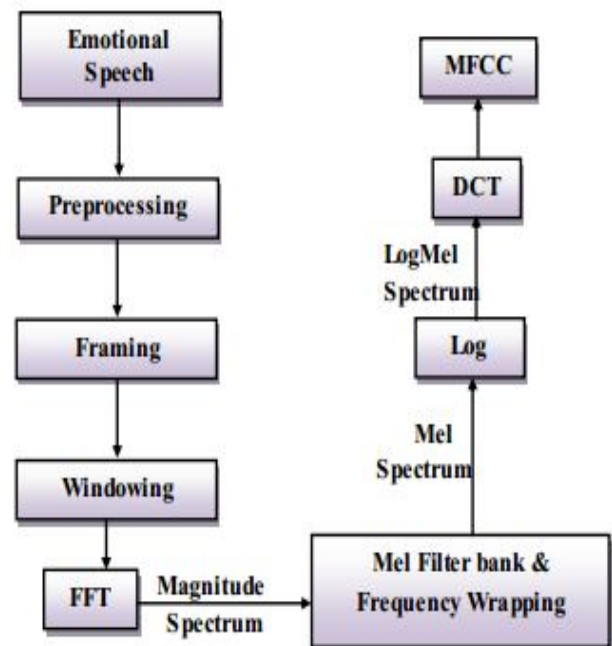 Emotional
Speech
Preprocessing
Framing
Windowing
FFT
Magnitude
Spectrum
Mel Filter bank &
Frequency Wrapping
Mel
Spectrum
Log
LogMel
Spectrum
DCT
MFCC